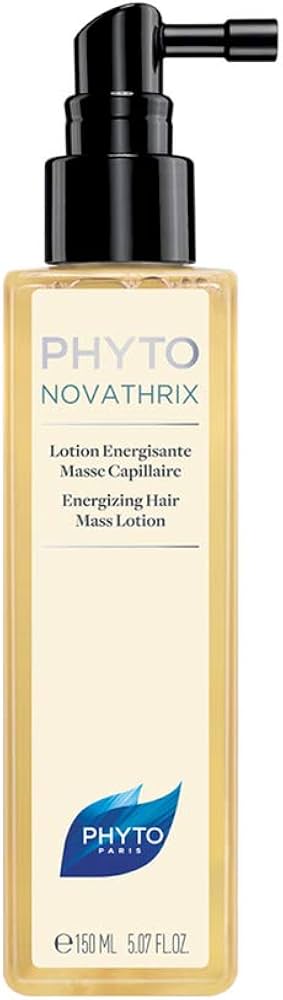 PHYTO
NOVATHRIX
Lotion Energisante
Masse Capillaire
Energizing Hair
Mass Lotion
PHYTO
PARIS
℮150 ML 5.07 FL.OZ.